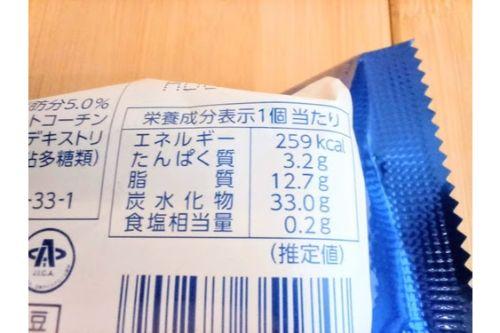 肪分5.0%
トコーチン
デキストリ
粘多糖類)
-33-1
栄養成分表示1個当たり
エネルギー 259kcal
たんぱく質 3.2g
脂質 12.7g
炭水化物 33.0g
食塩相当量 0.2g
(推定値)
A
J.I.C.A.
豆